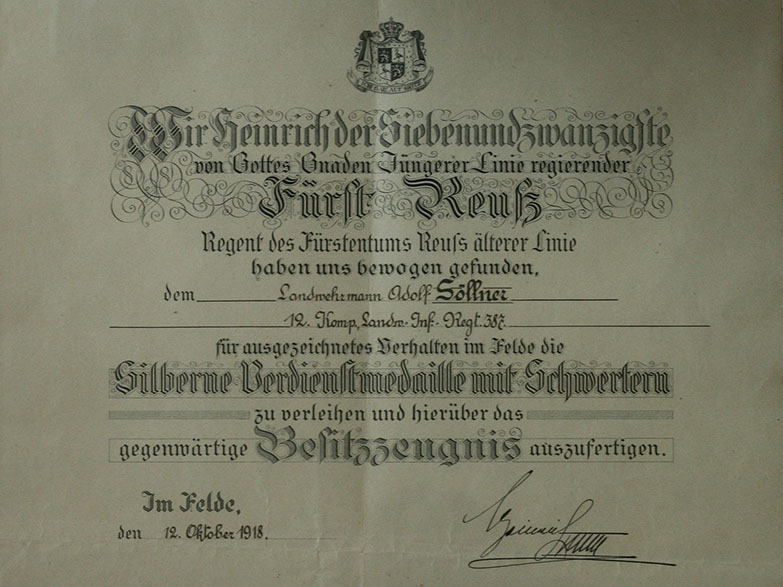 Wir Heinrich der Siebenundzwanzigste
von Gottes Gnaden Jüngerer Linie regierender
Fürst Reuß
Regent des Fürstentums Reuss älterer Linie
haben uns bewogen gefunden,
dem Landwehrmann Adolf Söllner
12. Komp, Landw. Inf. Regt. 387.
für ausgezeichnetes Verhalten im Felde die
Silberne Verdienstmedaille mit Schwertern
zu verleihen und hierüber das
gegenwärtige Besitzzeugnis auszufertigen.
Im Felde,
den 12. Oktober 1918.